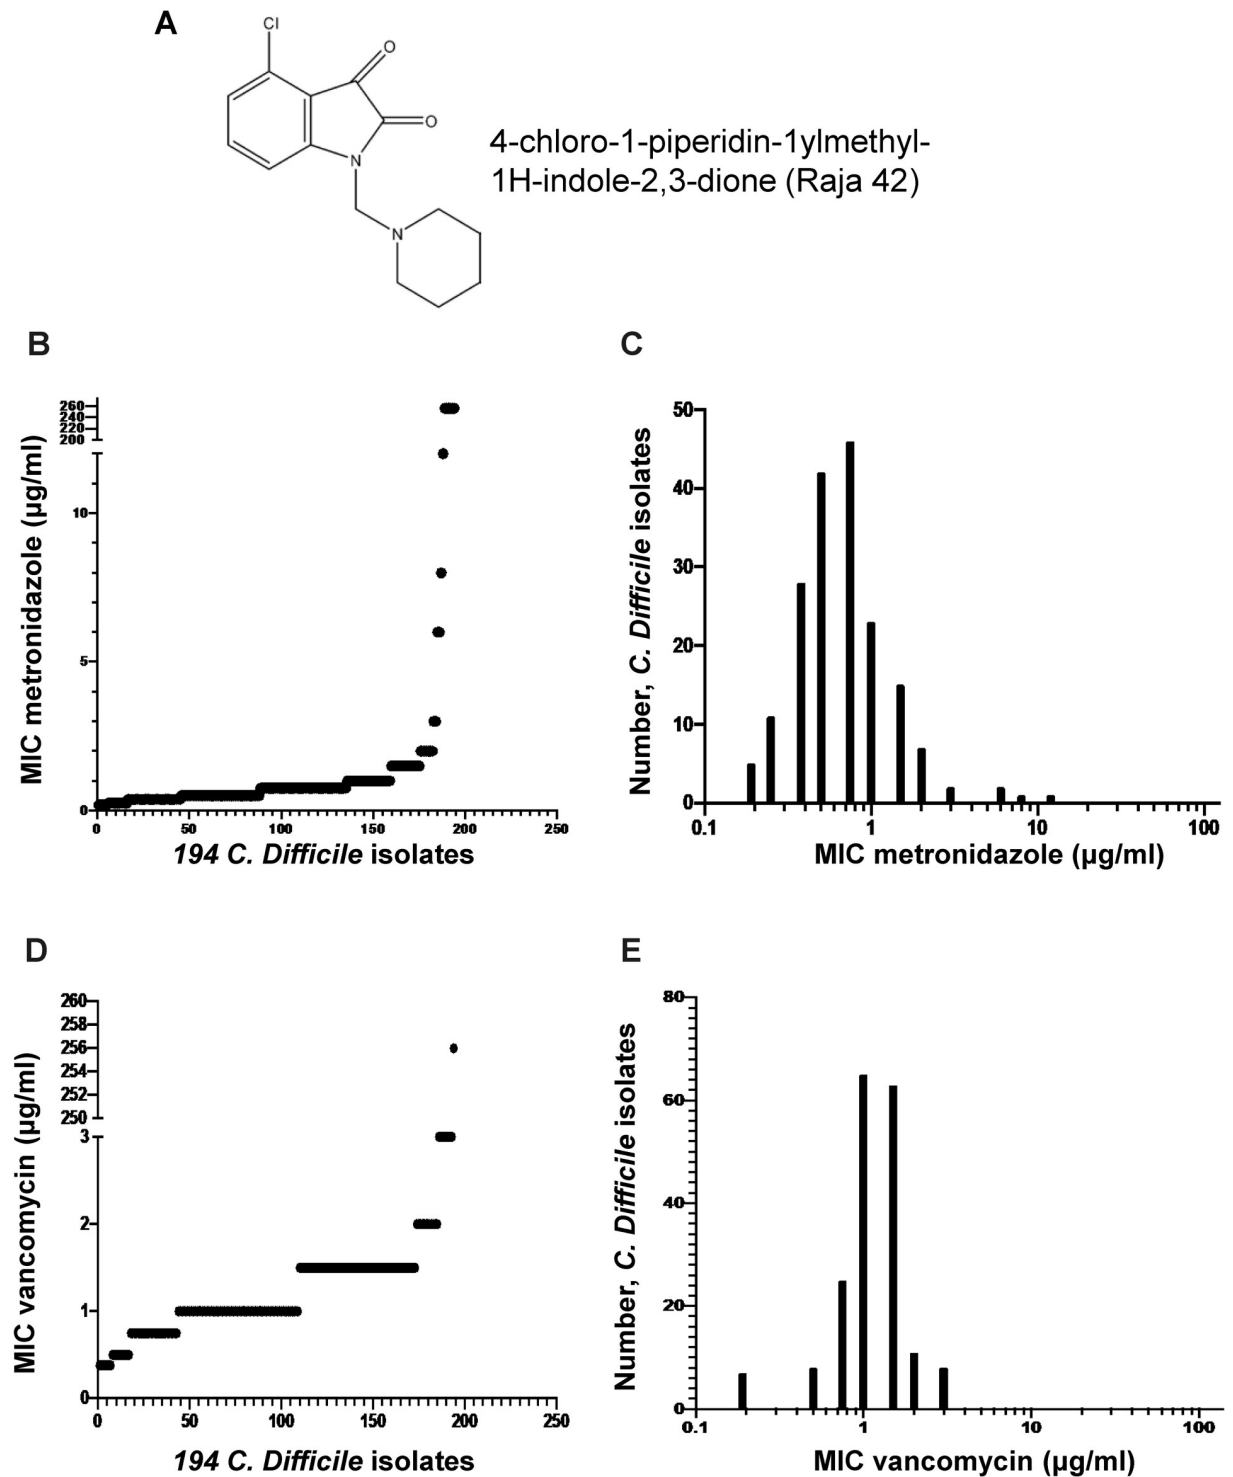 A
Cl
O
O
N
N
4-chloro-1-piperidin-1ylmethyl-
1H-indole-2,3-dione (Raja 42)
B
MIC metronidazole (µg/ml)
260
240
220
200
10
5
0
0 50 100 150 200 250
194 C. Difficile isolates
C
Number, C. Difficile isolates
50
40
30
20
10
0
0.1 1 10 100
MIC metronidazole (µg/ml)
D
MIC vancomycin (µg/ml)
260
258
256
254
252
250
3
2
1
0
0 50 100 150 200 250
194 C. Difficile isolates
E
Number, C. Difficile isolates
80
60
40
20
0
0.1 1 10 100
MIC vancomycin (µg/ml)